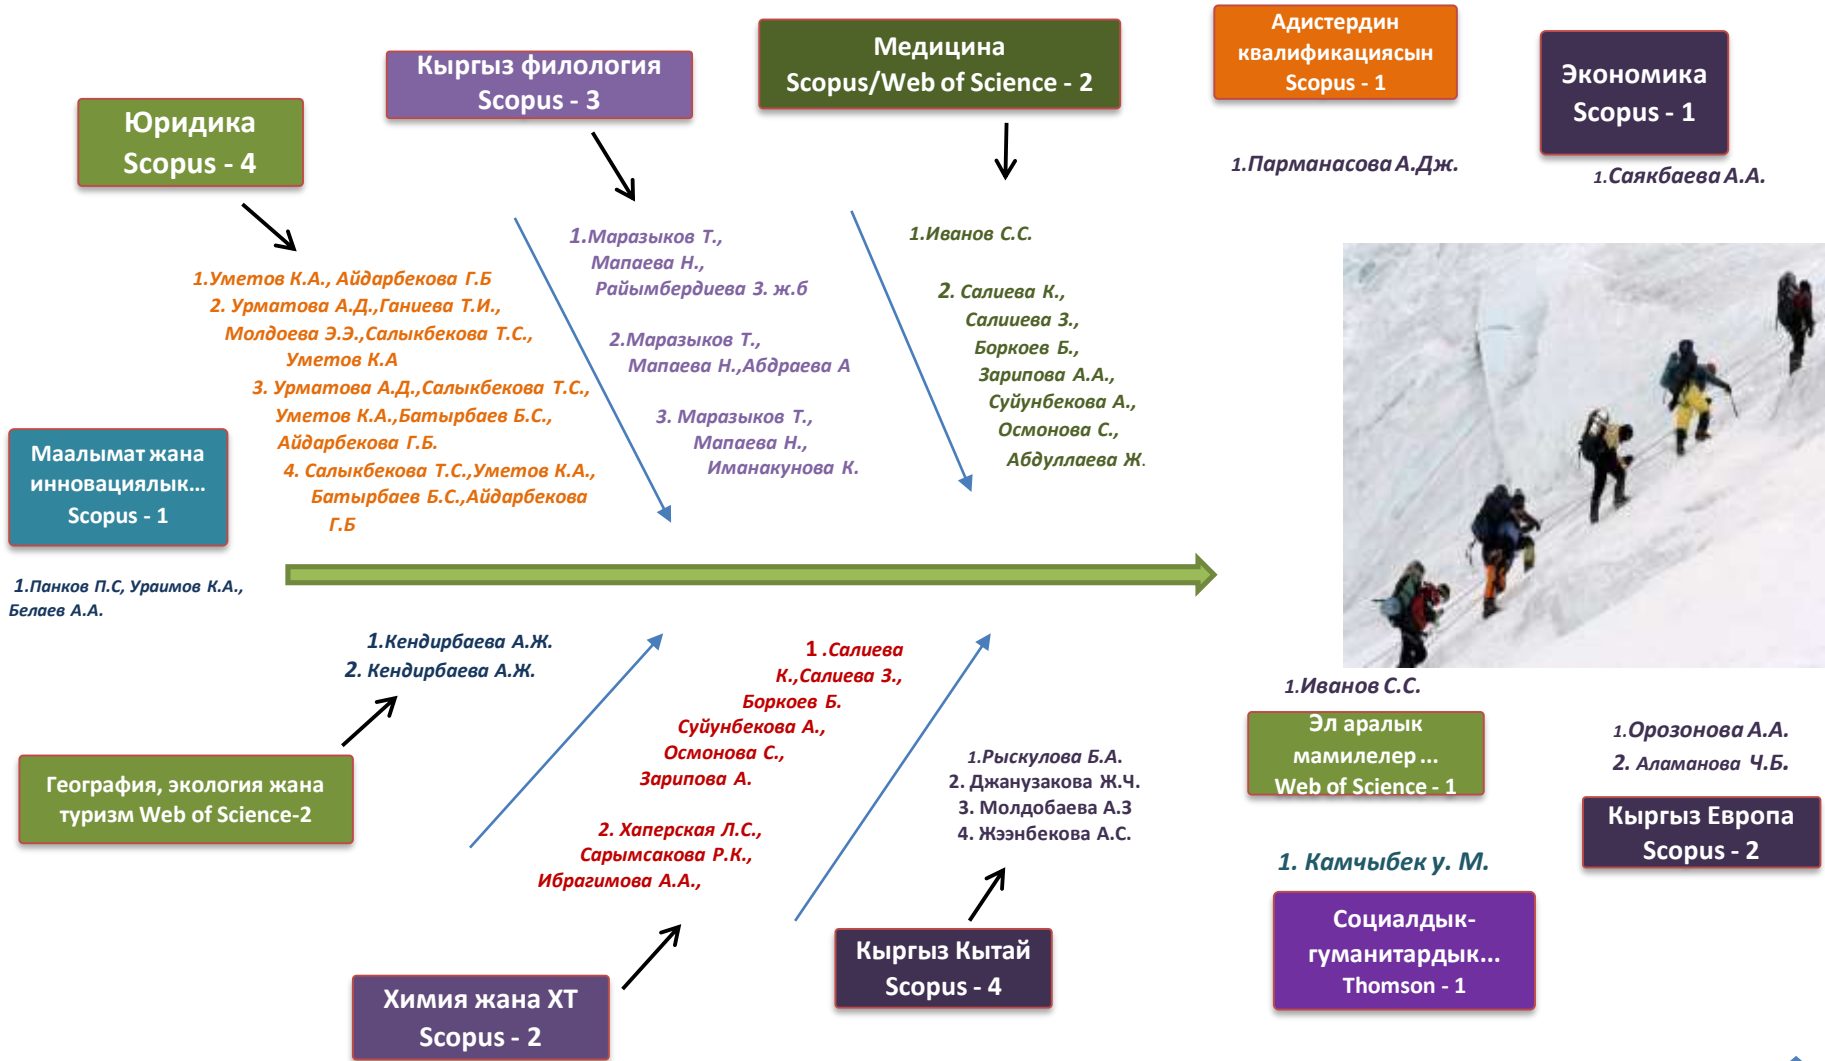 Юридика
Scopus - 4
Кыргыз филология
Scopus - 3
Медицина
Scopus/Web of Science - 2
Адистердин
квалификациясын
Scopus - 1
Экономика
Scopus - 1
1.Парманасова А.Дж.
1.Саякбаева А.А.
1.Уметов К.А., Айдарбекова Г.Б
2. Урматова А.Д.,Ганиева Т.И.,
Молдоева Э.Э.,Салыкбекова Т.С.,
Уметов К.А
3. Урматова А.Д.,Салыкбекова Т.С.,
Уметов К.А.,Батырбаев Б.С.,
Айдарбекова Г.Б.
4. Салыкбекова Т.С.,Уметов К.А.,
Батырбаев Б.С.,Айдарбекова
Г.Б
1.Маразыков Т.,
Мапаева Н.,
Райымбердиева З. ж.б
2.Маразыков Т.,
Мапаева Н.,Абдраева А
3. Маразыков Т.,
Мапаева Н.,
Иманакунова К.
1.Иванов С.С.
2. Салиева К.,
Салииева З.,
Боркоев Б.,
Зарипова А.А.,
Суйунбекова А.,
Осмонова С.,
Абдуллаева Ж.
Маалымат жана
инновациялык...
Scopus - 1
1.Панков П.С, Ураимов К.А.,
Белаев А.А.
1.Кендирбаева А.Ж.
2. Кендирбаева А.Ж.
География, экология жана
туризм Web of Science-2
1 .Салиева
К.,Салиева З.,
Боркоев Б.
Суйунбекова А.,
Осмонова С.,
Зарипова А.
2. Хаперская Л.С.,
Сарымсакова Р.К.,
Ибрагимова А.А.,
Химия жана ХТ
Scopus - 2
1.Рыскулова Б.А.
2. Джанузакова Ж.Ч.
3. Молдобаева А.З
4. Жээнбекова А.С.
Кыргыз Кытай
Scopus - 4
1.Иванов С.С.
Эл аралык
мамилелер ...
Web of Science - 1
1. Камчыбек у. М.
Социалдык-
гуманитардык...
Thomson - 1
1.Орозонова А.А.
2. Аламанова Ч.Б.
Кыргыз Европа
Scopus - 2